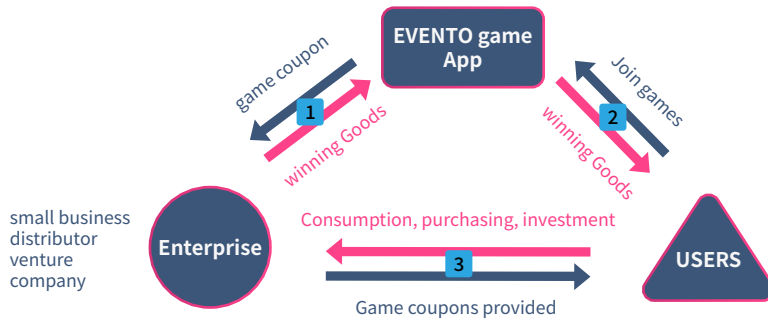 EVENTO game
App
game coupon
1
winning Goods
Join games
2
winning Goods
small business
distributor
venture
company
Enterprise
Consumption, purchasing, investment
3
Game coupons provided
USERS